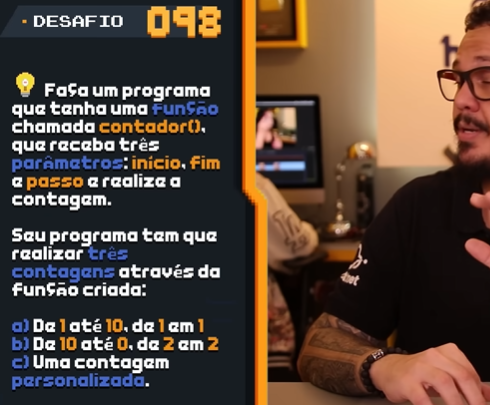 DESAFIO 098
Faça um programa
que tenha uma função
chamada contador(),
que receba três
parâmetros: início, fim
e passo e realize a
contagem.
Seu programa tem que
realizar três
contagens através da
função criada:
a) De 1 até 10, de 1 em 1
b) De 10 até 0, de 2 em 2
c) Uma contagem
personalizada.